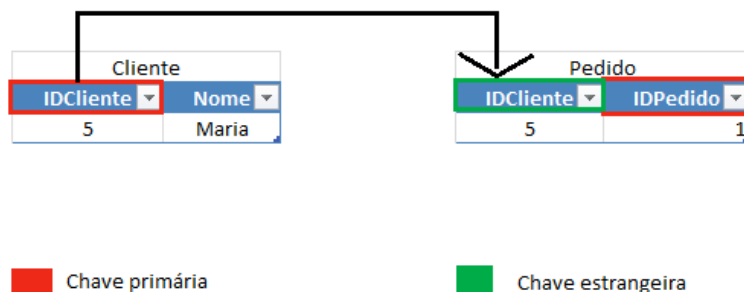 Cliente
IDCliente Nome
5 Maria
Pedido
IDCliente IDPedido
5 1
Chave primária
Chave estrangeira